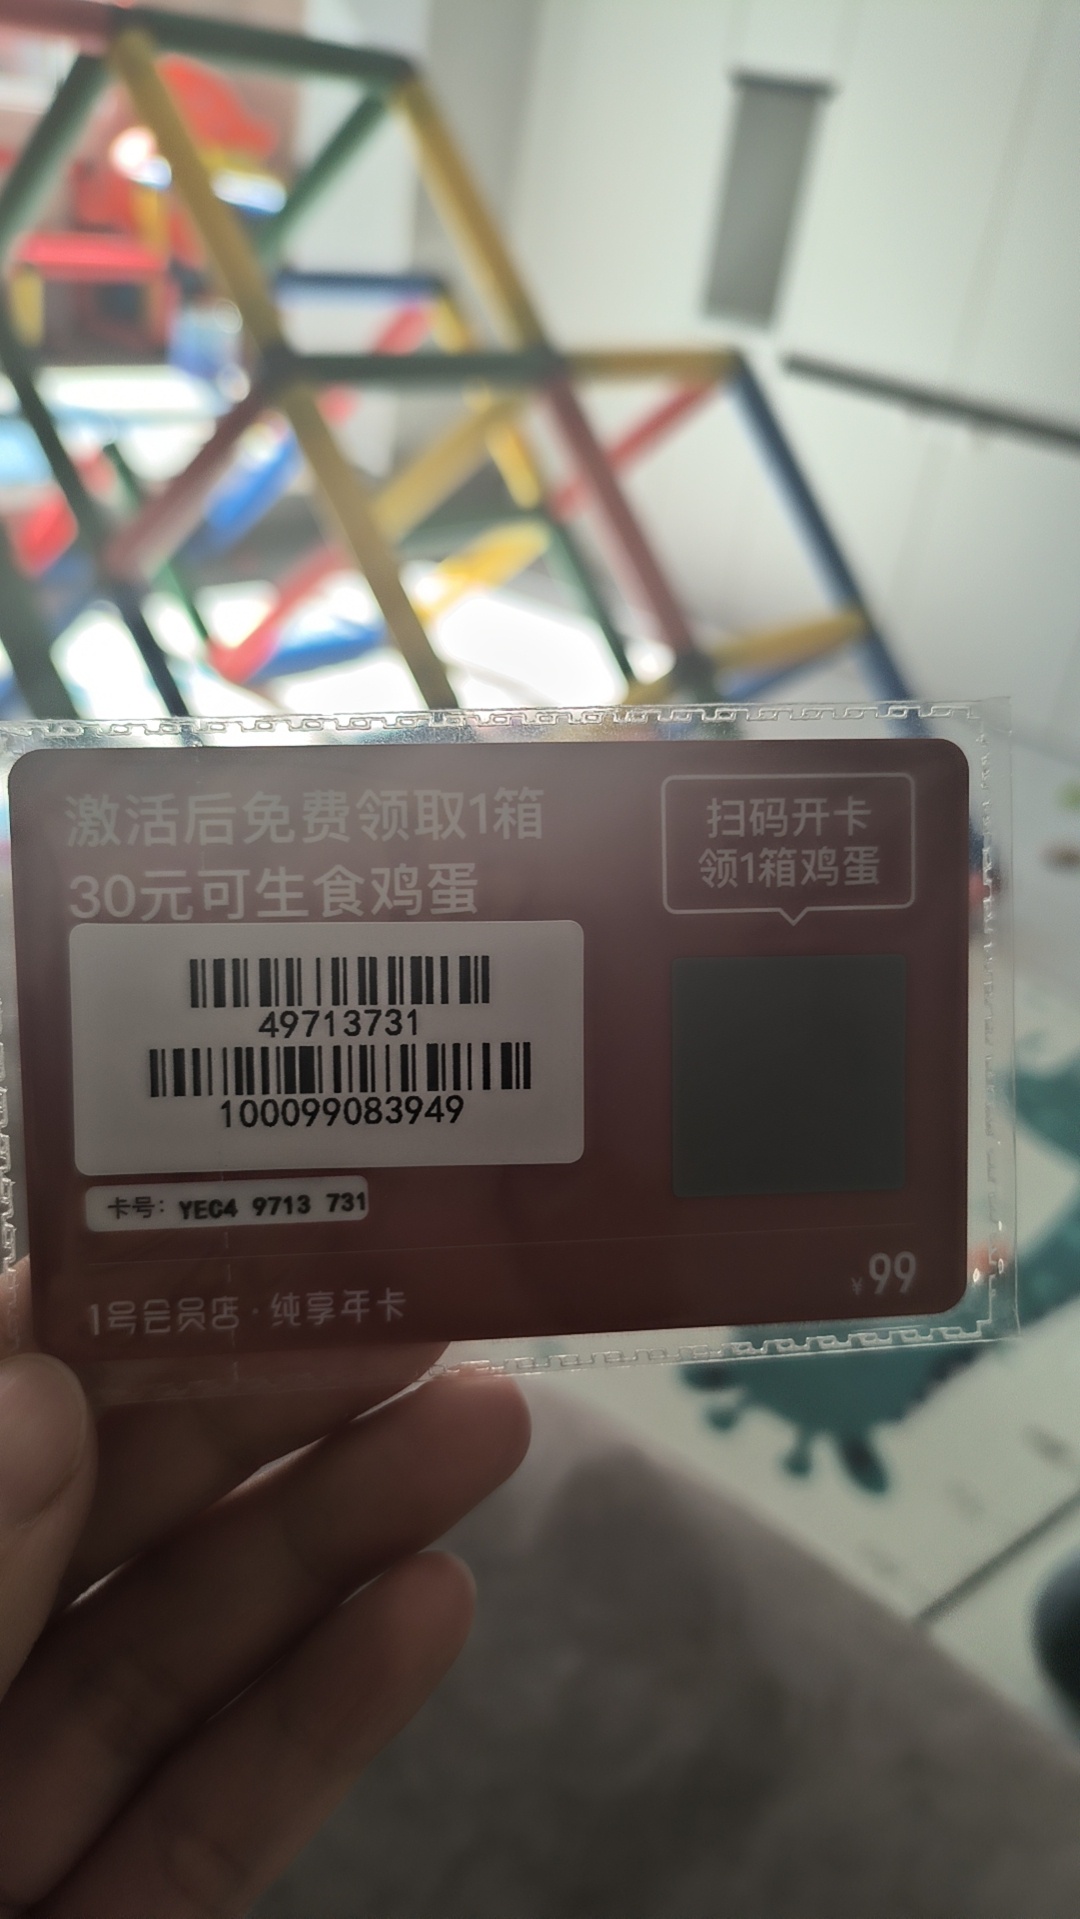 激活后免费领取1箱
30元可生食鸡蛋
扫码开卡
领1箱鸡蛋
49713731
100099083949
卡号: YEC4 9713 731
¥99
1号会员店·纯享年卡